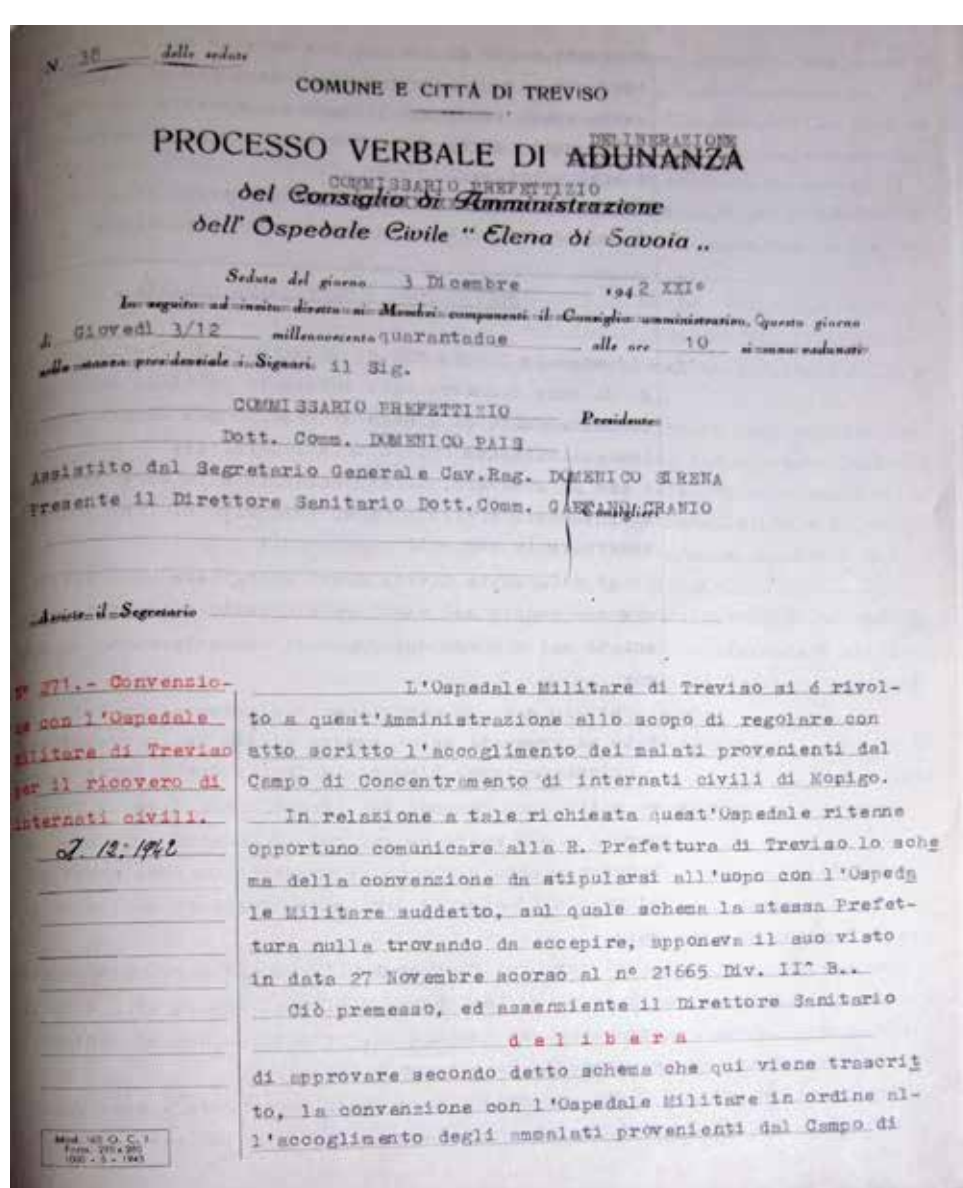 N. 38 delle sedute
COMUNE E CITTÀ DI TREVISO
DELIBERAZIONE
PROCESSO VERBALE DI ADUNANZA
COMMISSARIO PREFETTIZIO
del Consiglio di Amministrazione
dell' Ospedale Civile " Elena di Savoia „
Seduta del giorno 3 Dicembre 1942 XXI°
In seguito ad invito diretto ai Membri componenti il Consiglio amministrativo, Questo giorno
di Giovedì 3/12 millenovecento quarantadue alle ore 10 si sono radunati
nella stanza presidenziale i Signori il Sig.
COMMISSARIO PREFETTIZIO Presidente
Dott. Comm. DOMENICO PAIS
Assistito dal Segretario Generale Cav.Rag. DOMENICO SIRENA
Presente il Direttore Sanitario Dott.Comm. GAETANO GRANIO
Consiglieri
Assiste il Segretario
N° 271.- Convenzio-
ne con l'Ospedale
militare di Treviso
per il ricovero di
internati civili.
7.12.1942
L'Ospedale Militare di Treviso si é rivol-
to a quest'Amministrazione allo scopo di regolare con
atto scritto l'accoglimento dei malati provenienti dal
Campo di Concentramento di internati civili di Mopigo.
In relazione a tale richiesta quest'Ospedale ritenne
opportuno comunicare alla R. Prefettura di Treviso lo sche
ma della convenzione da stipularsi all'uopo con l'Ospeda
le Militare suddetto, sul quale schema la stessa Prefet-
tura nulla trovando da eccepire, apponeva il suo visto
in data 27 Novembre scorso al n° 21665 Div. II^ B..
Ciò premesso, ed assenziente il Direttore Sanitario
d e l i b e r a
di approvare secondo detto schema che qui viene trascrit
to, la convenzione con l'Ospedale Militare in ordine al-
l'accoglimento degli ammalati provenienti dal Campo di